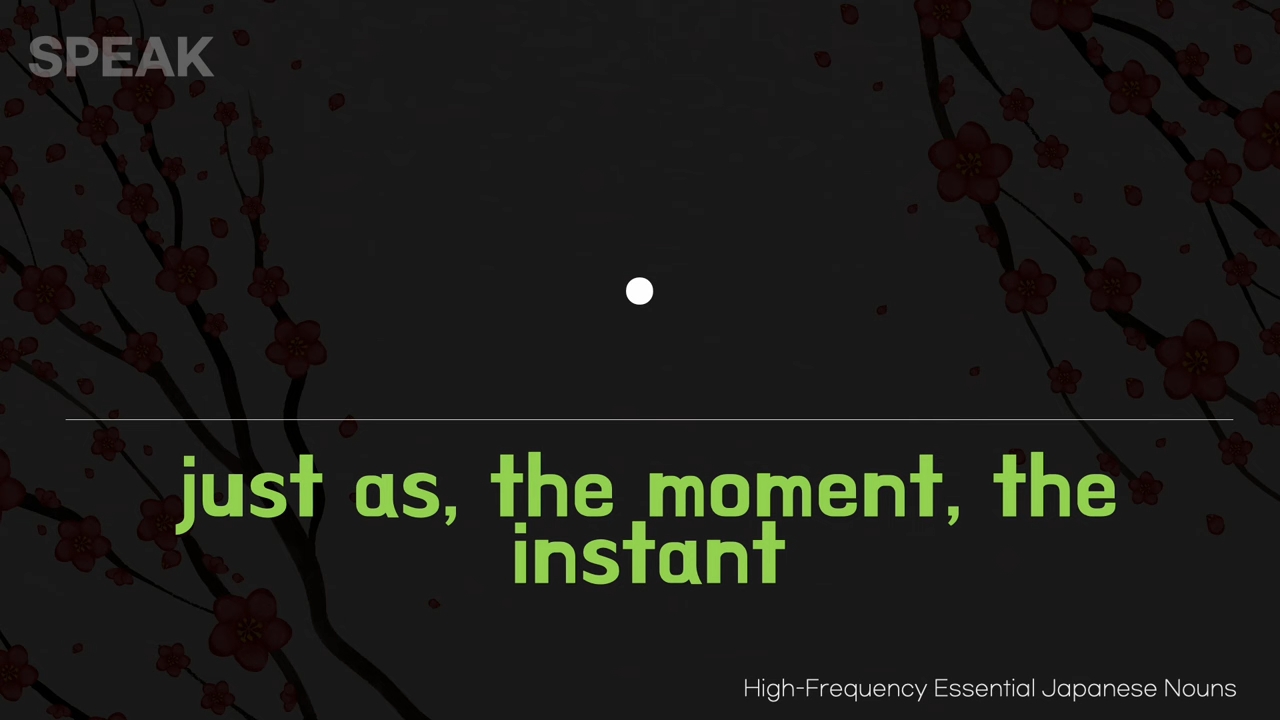 SPEAK
just as, the moment, the
instant
High-Frequency Essential Japanese Nouns